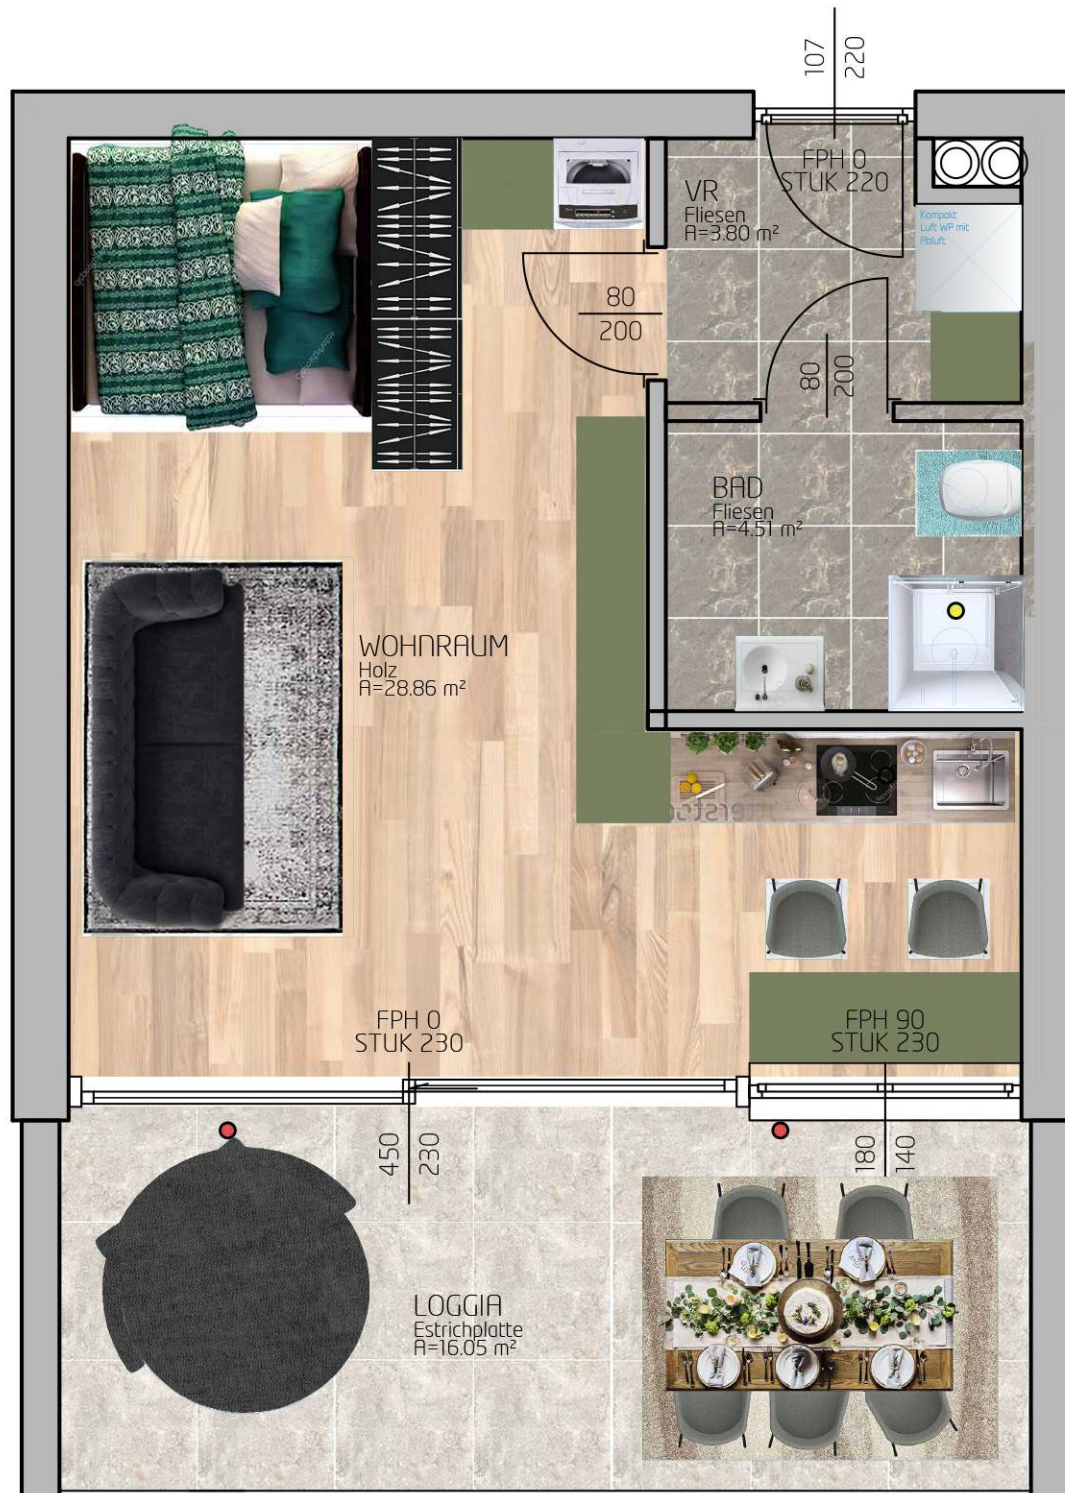 107
220
FPH 0
STUK 220
VR
Fliesen
A=3.80 m²
Kompakt
Luft WP mit
Abluft
80
200
80
200
BAD
Fliesen
A=4.51 m²
WOHNRAUM
Holz
A=28.86 m²
FPH 0
STUK 230
FPH 90
STUK 230
450
230
180
140
LOGGIA
Estrichplatte
A=16.05 m²